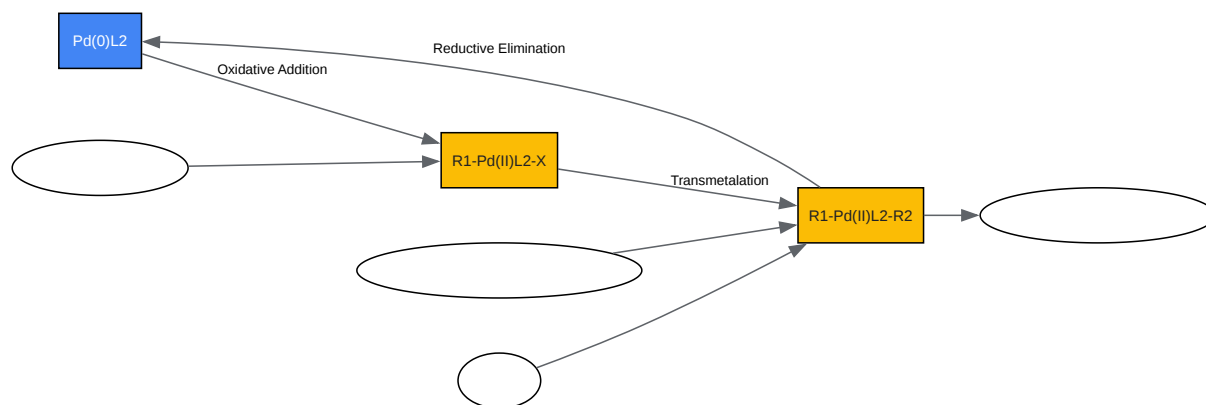 Pd(0)L2
Reductive Elimination
Oxidative Addition
R1-Pd(II)L2-X
Transmetalation
R1-Pd(II)L2-R2